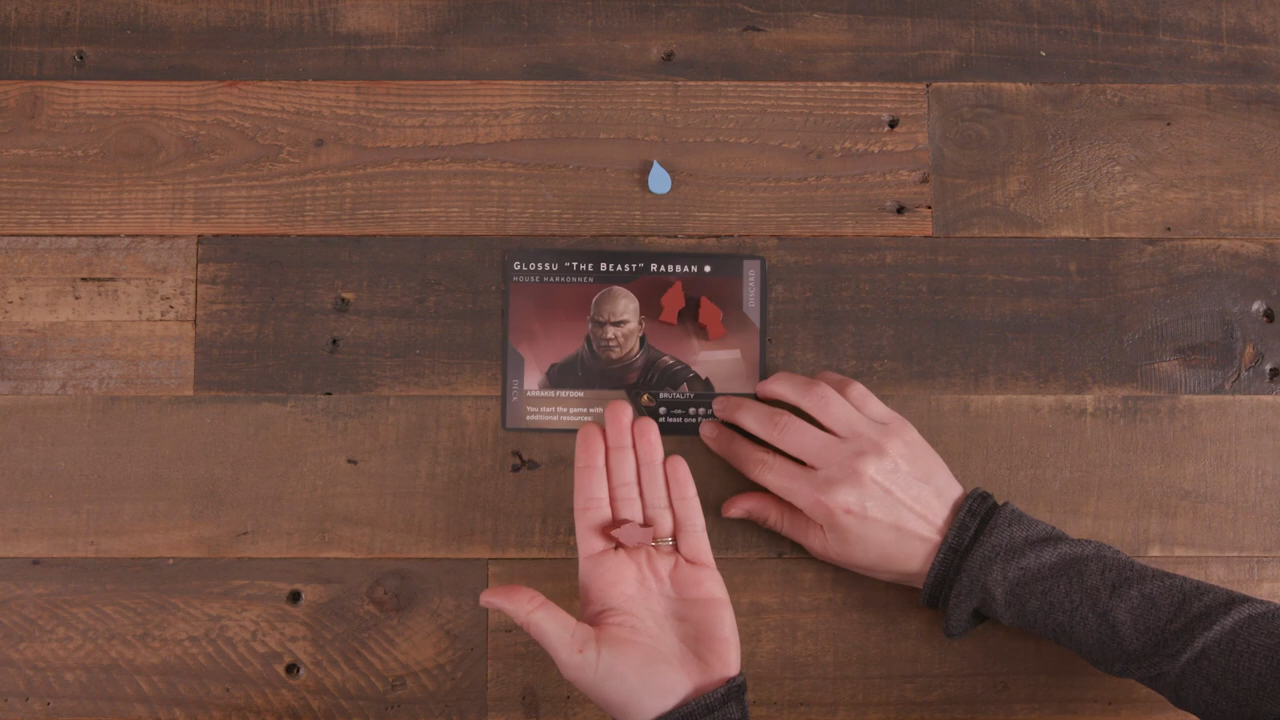 GLOSSU "THE BEAST" RABBAN
HOUSE HARKONNEN
DISCARD
DECK
ARRAKIS FIEFDOM
You start the game with
additional resources:
BRUTALITY
-OR-
at least one